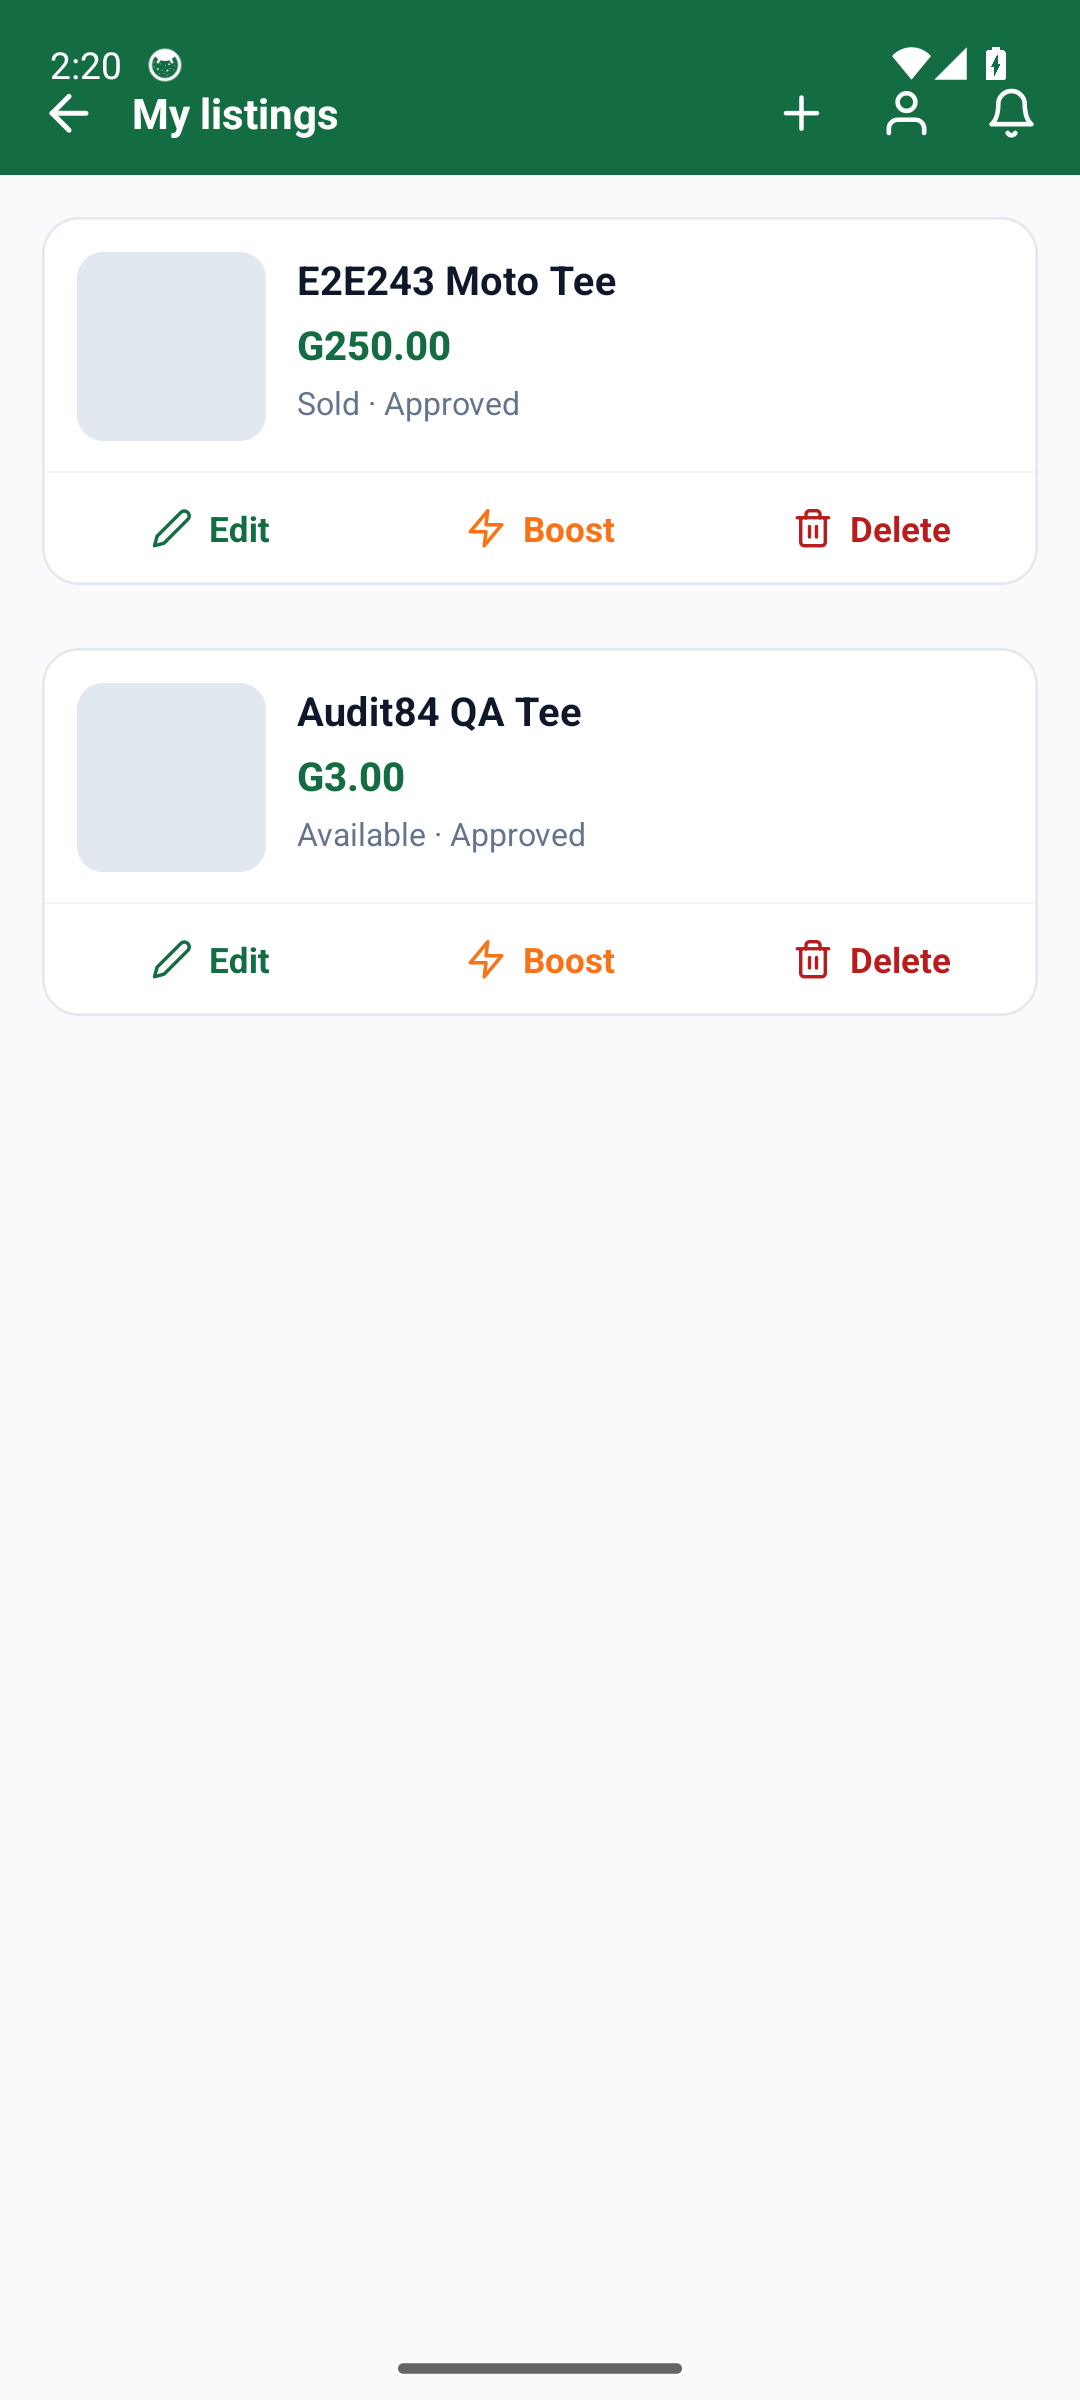 2:20
My listings
E2E243 Moto Tee
G250.00
Sold · Approved
Edit Boost Delete
Audit84 QA Tee
G3.00
Available · Approved
Edit Boost Delete